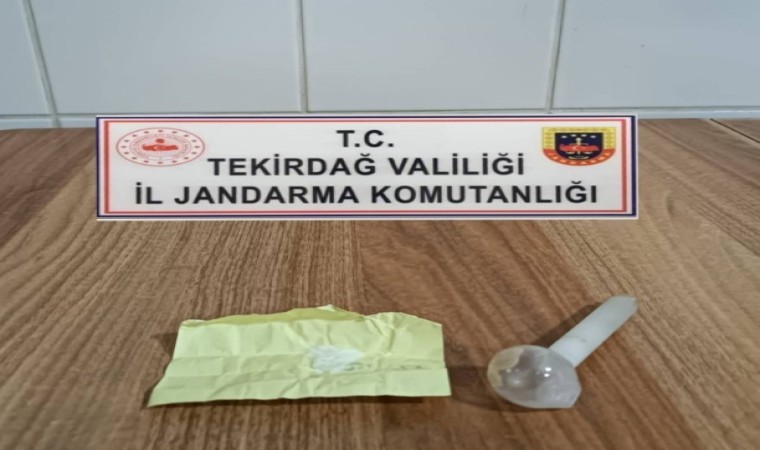 T.C.
TEKİRDAĞ VALİLİĞİ
İL JANDARMA KOMUTANLIĞI